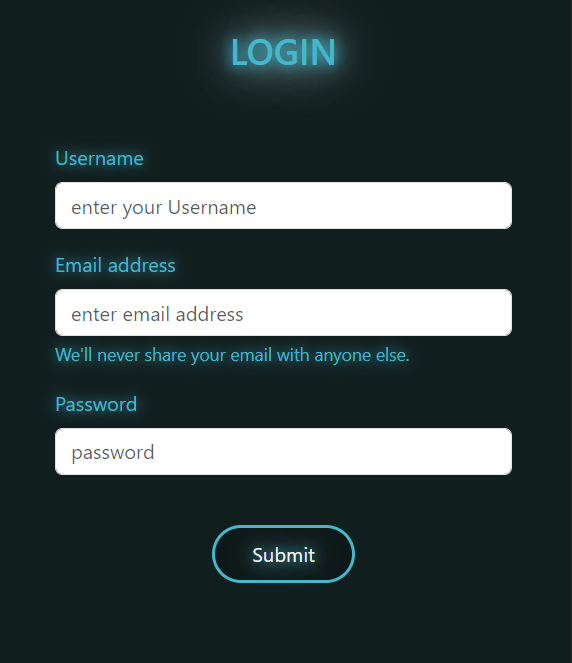 LOGIN
Username
enter your Username
Email address
enter email address
We'll never share your email with anyone else.
Password
password
Submit